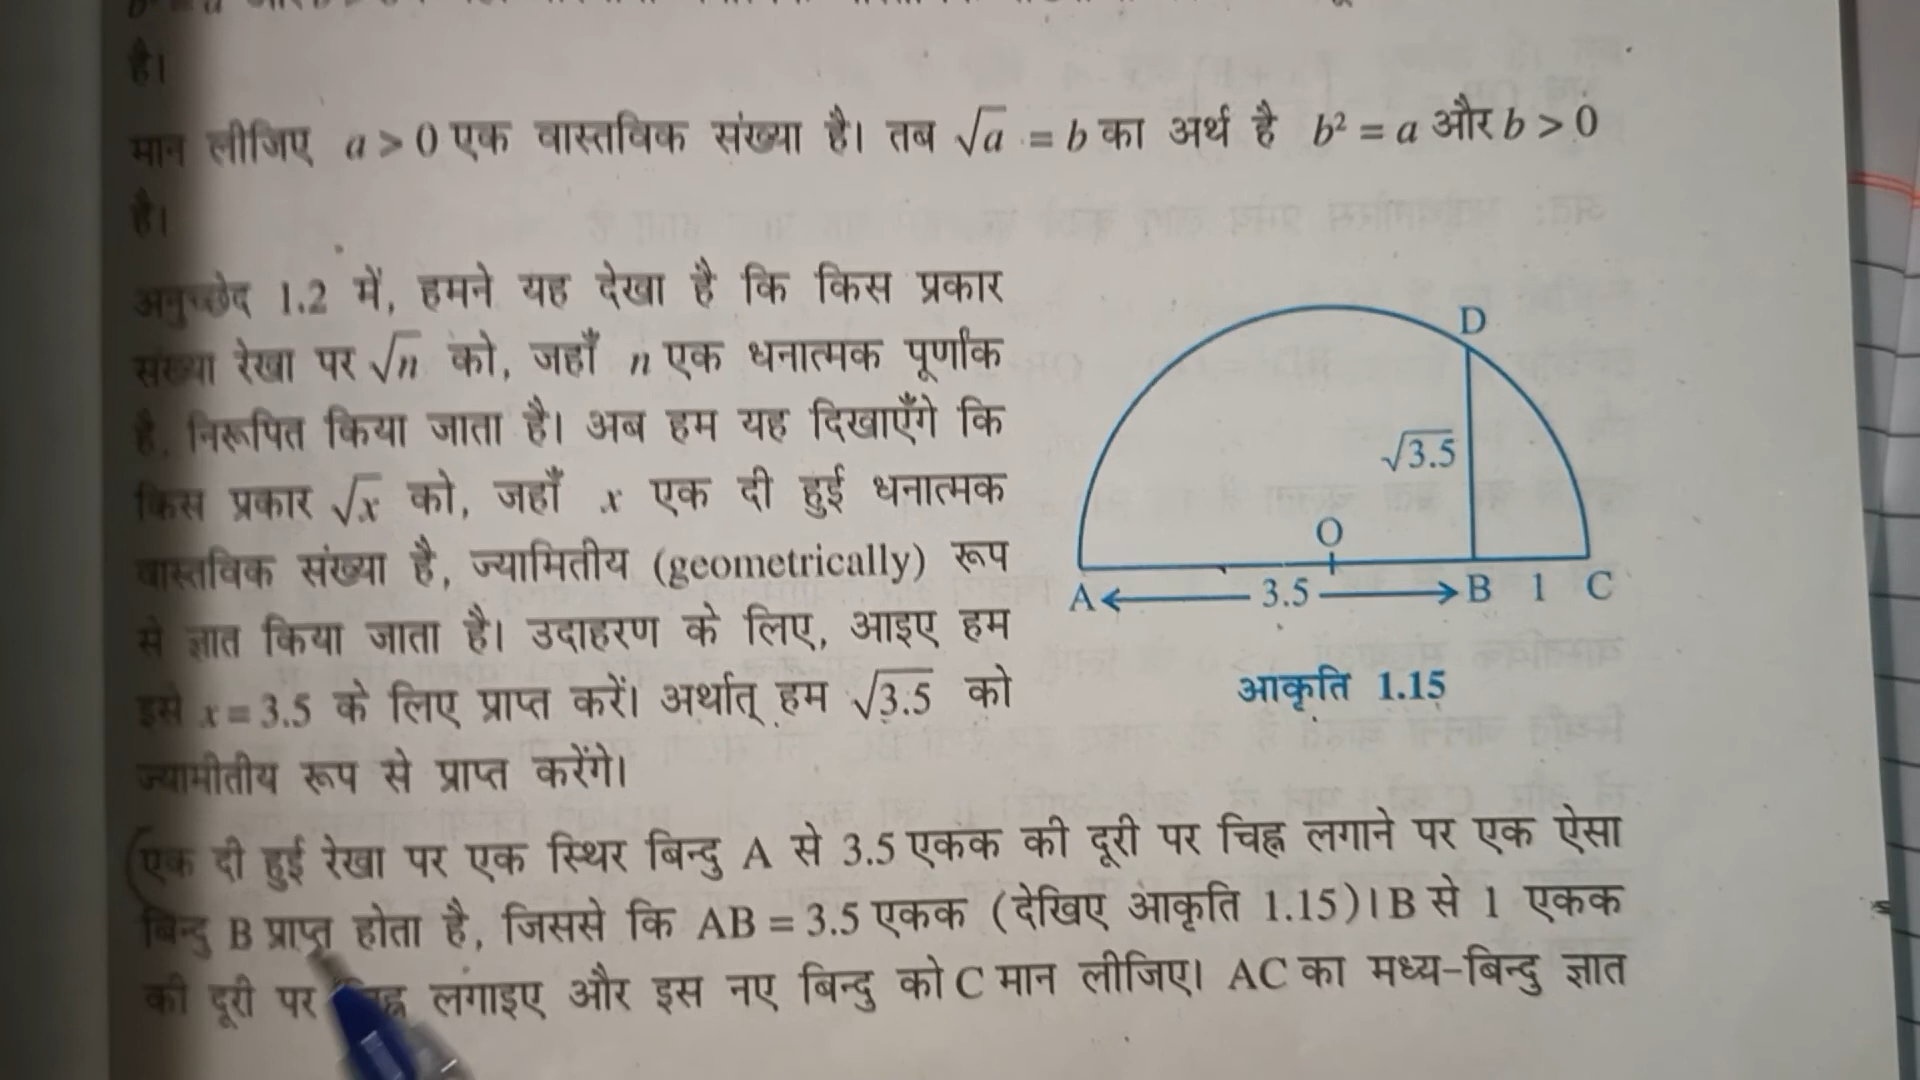 है।
मान लीजिए a > 0 एक वास्तविक संख्या है। तब √a = b का अर्थ है b² = a और b > 0
है।
अनुच्छेद 1.2 में, हमने यह देखा है कि किस प्रकार
संख्या रेखा पर √n को, जहाँ n एक धनात्मक पूर्णांक
है, निरूपित किया जाता है। अब हम यह दिखाएँगे कि
किस प्रकार √x को, जहाँ x एक दी हुई धनात्मक
वास्तविक संख्या है, ज्यामितीय (geometrically) रूप
से ज्ञात किया जाता है। उदाहरण के लिए, आइए हम
इसे x = 3.5 के लिए प्राप्त करें। अर्थात् हम √3.5 को
ज्यामीतीय रूप से प्राप्त करेंगे।
D
√3.5
O
A 3.5 B 1 C
आकृति 1.15
एक दी हुई रेखा पर एक स्थिर बिन्दु A से 3.5 एकक की दूरी पर चिह्न लगाने पर एक ऐसा
बिन्दु B प्राप्त होता है, जिससे कि AB = 3.5 एकक (देखिए आकृति 1.15)। B से 1 एकक
की दूरी पर चिह्न लगाइए और इस नए बिन्दु को C मान लीजिए। AC का मध्य-बिन्दु ज्ञात